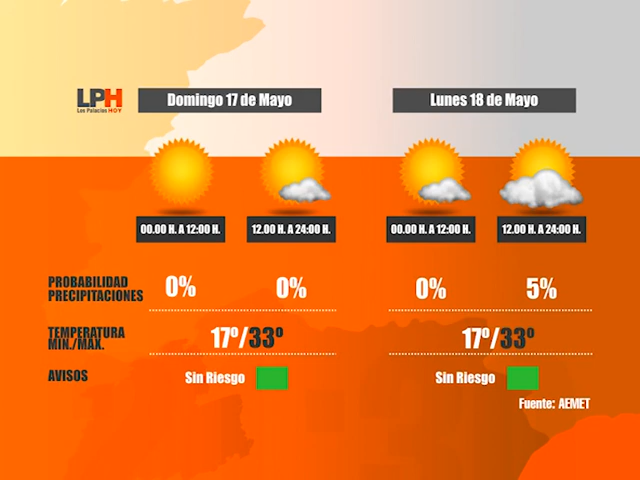 LPH
Los Palacios HOY
Domingo 17 de Mayo
Lunes 18 de Mayo
00.00 H. A 12:00 H.
12.00 H. A 24:00 H.
00.00 H. A 12:00 H.
12.00 H. A 24:00 H.
PROBABILIDAD
PRECIPITACIONES
0%
0%
0%
5%
TEMPERATURA
MIN./MAX.
17º/33º
17º/33º
AVISOS
Sin Riesgo
Sin Riesgo
Fuente: AEMET